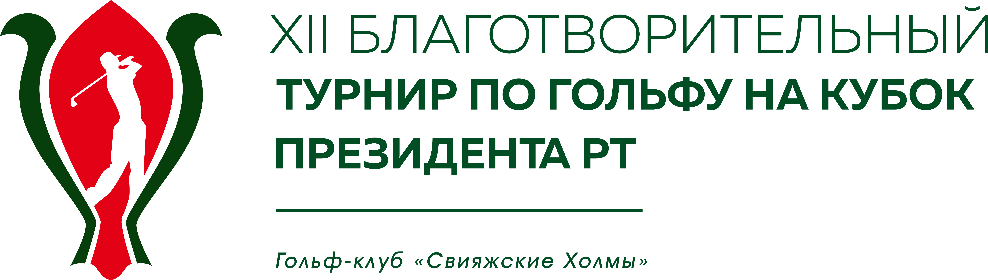 XII БЛАГОТВОРИТЕЛЬНЫЙ
ТУРНИР ПО ГОЛЬФУ НА КУБОК
ПРЕЗИДЕНТА РТ
Гольф-клуб «Свияжские Холмы»